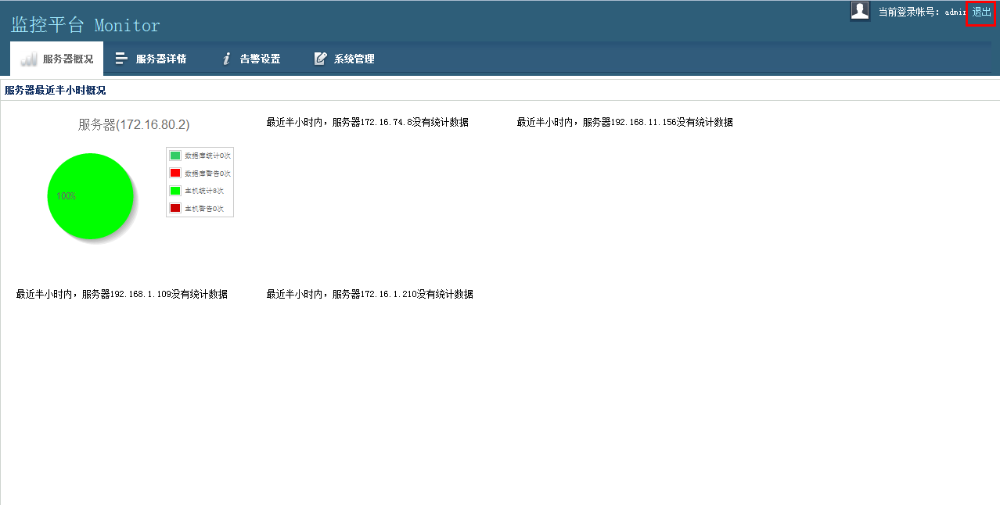 监控平台 Monitor
当前登录帐号：admin 退出
服务器概况 服务器详情 告警设置 系统管理
服务器最近半小时概况
服务器(172.16.80.2)
100%
数据库统计0次
数据库警告0次
主机统计8次
主机警告0次
最近半小时内，服务器172.16.74.8没有统计数据
最近半小时内，服务器192.168.11.156没有统计数据
最近半小时内，服务器192.168.1.109没有统计数据
最近半小时内，服务器172.16.1.210没有统计数据